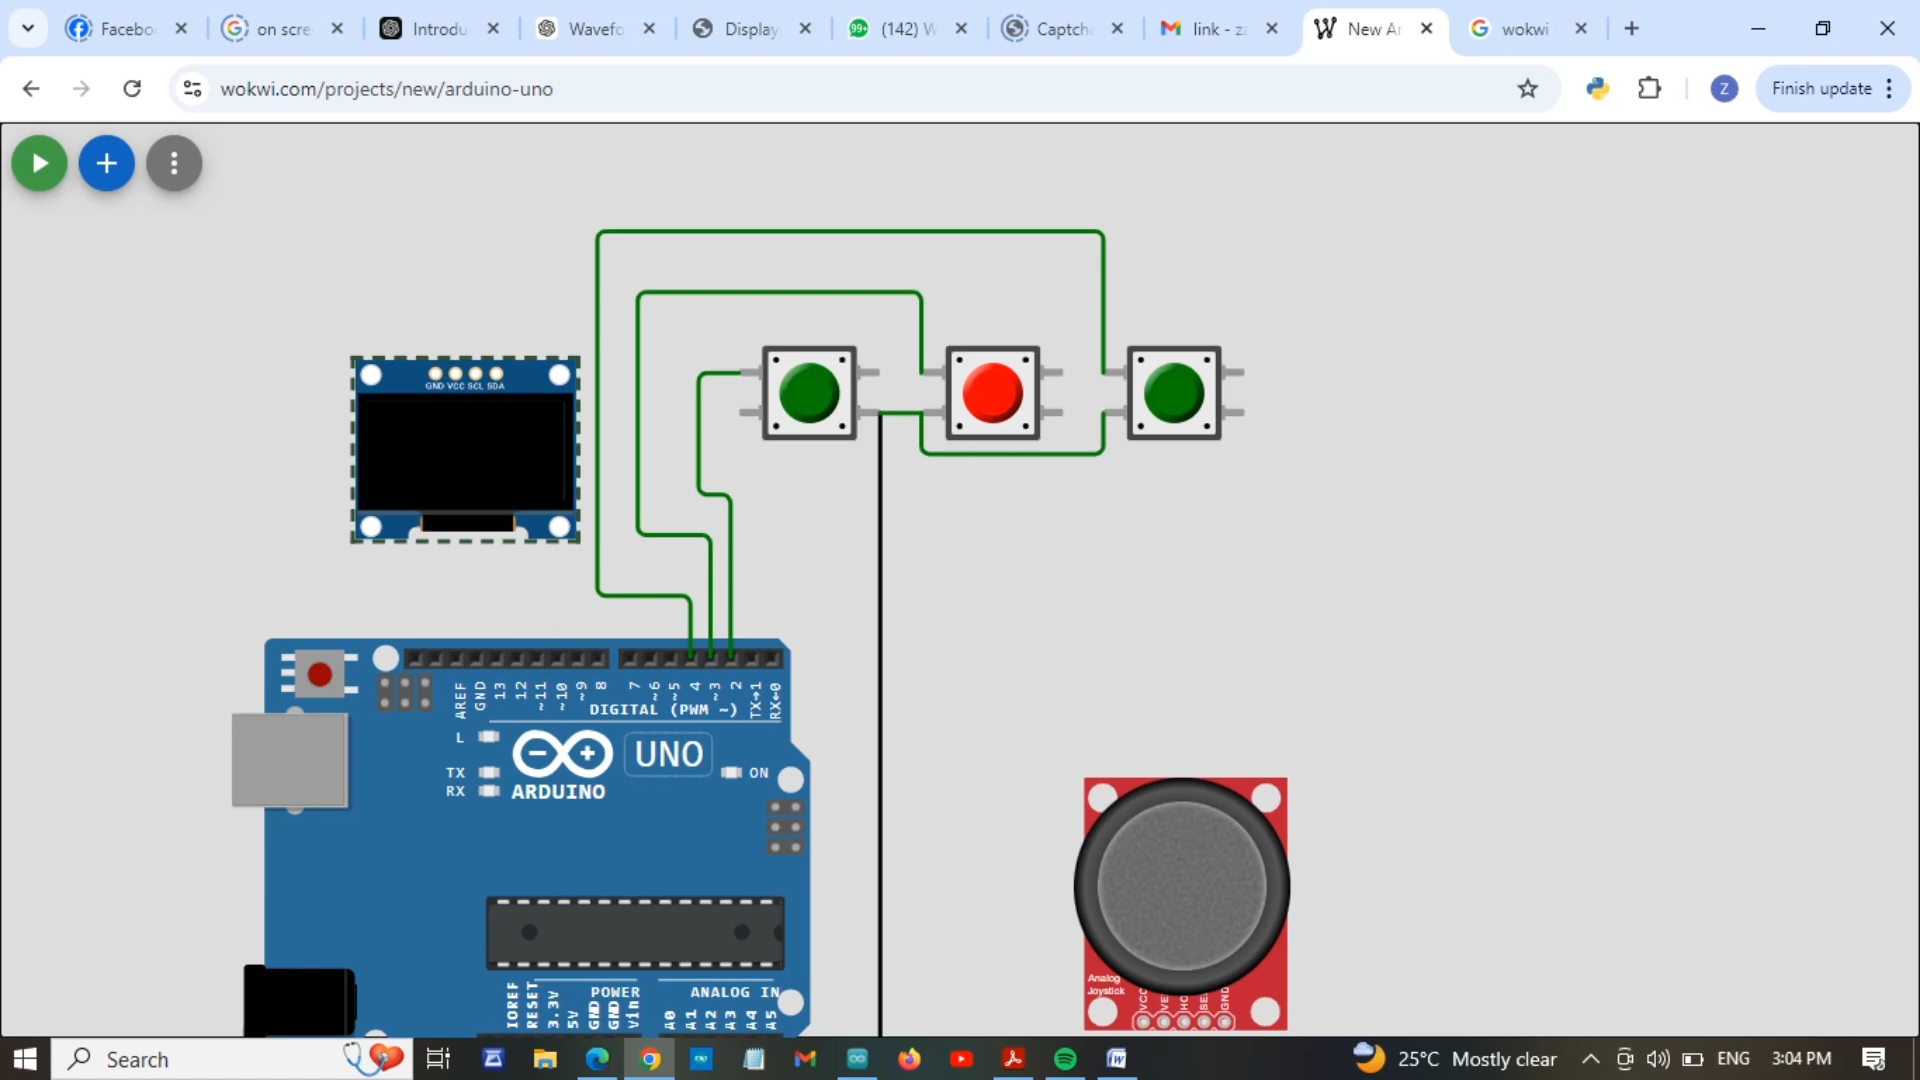 Facebo
on scre
Introdu
Wavefo
Display
99+
(142) W
Captch
link - za
New Ar
wokwi
wokwi.com/projects/new/arduino-uno
Z
Finish update
GND VCC SCL SDA
AREF
GND
13
12
~11
~10
~9
8
7
~6
~5
4
~3
2
TX→1
RX←0
DIGITAL (PWM ~)
L
TX
RX
UNO
ON
ARDUINO
IOREF
RESET
3.3V
5V
GND
GND
Vin
POWER
A0
A1
A2
A3
A4
A5
ANALOG IN
Analog
Joystick
VCC
GND
Search
25°C Mostly clear
ENG
3:04 PM